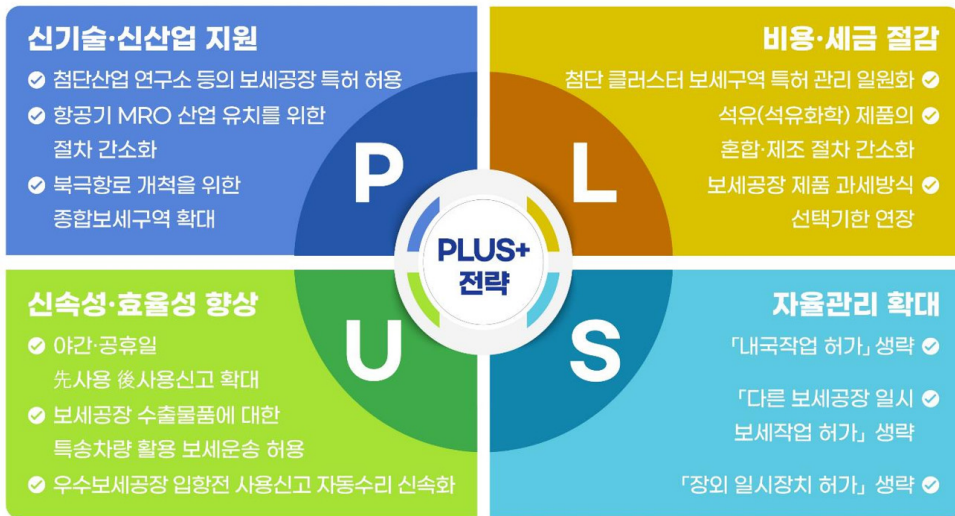 신기술·신산업 지원
첨단산업 연구소 등의 보세공장 특허 허용
항공기 MRO 산업 유치를 위한
절차 간소화
북극항로 개척을 위한
종합보세구역 확대
P
비용·세금 절감
첨단 클러스터 보세구역 특허 관리 일원화
석유(석유화학) 제품의
혼합·제조 절차 간소화
보세공장 제품 과세방식
선택기한 연장
L
PLUS+
전략
신속성·효율성 향상
야간·공휴일
先사용 後사용신고 확대
보세공장 수출물품에 대한
특송차량 활용 보세운송 허용
우수보세공장 입항전 사용신고 자동수리 신속화
U
자율관리 확대
「내국작업 허가」 생략
「다른 보세공장 일시
보세작업 허가」 생략
「장외 일시장치 허가」 생략
S